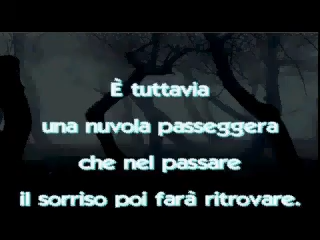 È tuttavia
una nuvola passeggera
che nel passare
il sorriso poi farà ritrovare.